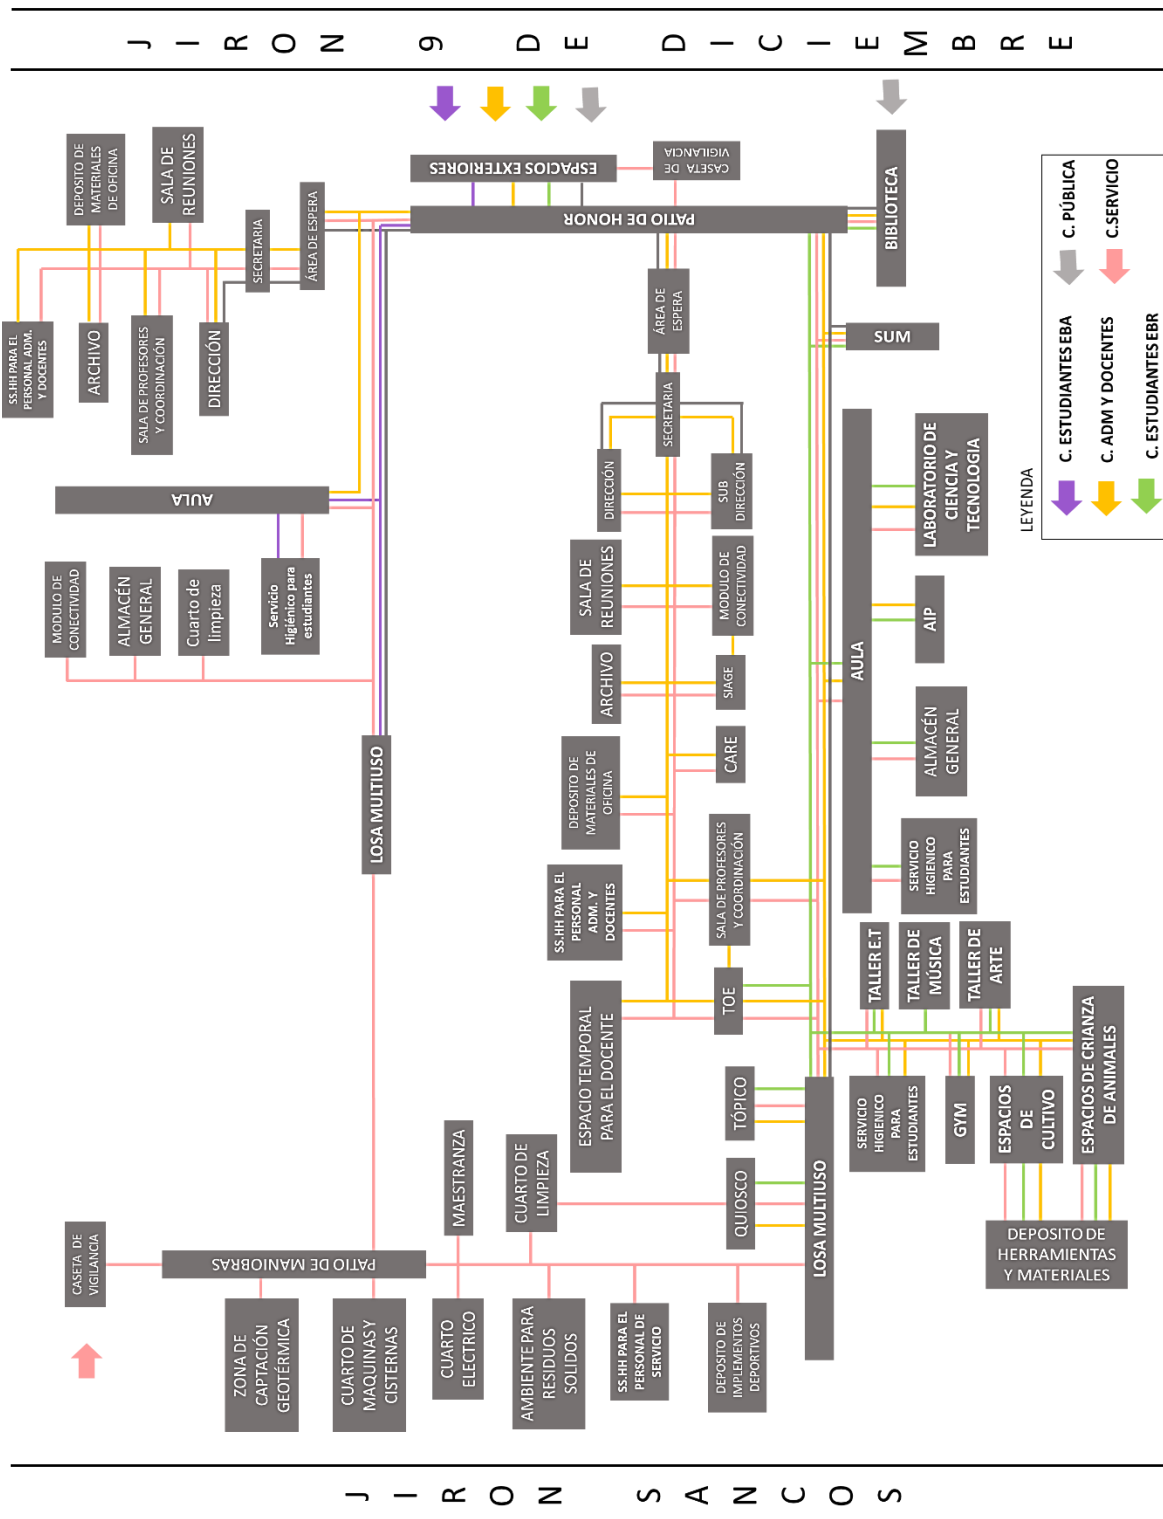 JIRON 9 DE DICIEMBRE
ESPACIOS EXTERIORES
CASETA DE
VIGILANCIA
PATIO DE HONOR
BIBLIOTECA
DEPOSITO DE
MATERIALES
DE OFICINA
SALA DE
REUNIONES
SECRETARIA
ÁREA DE ESPERA
SS.HH PARA EL
PERSONAL ADM.
Y DOCENTES
ARCHIVO
SALA DE PROFESORES
Y COORDINACIÓN
DIRECCIÓN
AULA
MODULO DE
CONECTIVIDAD
ALMACÉN
GENERAL
Cuarto de
limpieza
Servicio
Higiénico para
estudiantes
LOSA MULTIUSO
ÁREA DE
ESPERA
SECRETARIA
DIRECCIÓN
SUB
DIRECCIÓN
SALA DE
REUNIONES
MODULO DE
CONECTIVIDAD
ARCHIVO
SIAGE
DEPOSITO DE
MATERIALES DE
OFICINA
CARE
SS.HH PARA EL
PERSONAL
ADM. Y
DOCENTES
SALA DE PROFESORES
Y COORDINACIÓN
ESPACIO TEMPORAL
PARA EL DOCENTE
TOE
SUM
AULA
LABORATORIO DE
CIENCIA Y
TECNOLOGIA
AIP
ALMACÉN
GENERAL
SERVICIO
HIGIENICO
PARA
ESTUDIANTES
TALLER E.T
TALLER DE
MÚSICA
TALLER DE
ARTE
SERVICIO
HIGIENICO
PARA
ESTUDIANTES
GYM
ESPACIOS
DE
CULTIVO
ESPACIOS DE CRIANZA
DE ANIMALES
DEPOSITO DE
HERRAMIENTAS
Y MATERIALES
TÓPICO
QUIOSCO
LOSA MULTIUSO
MAESTRANZA
CUARTO DE
LIMPIEZA
CASETA DE
VIGILANCIA
PATIO DE MANIOBRAS
ZONA DE
CAPTACIÓN
GEOTÉRMICA
CUARTO DE
MAQUINAS Y
CISTERNAS
CUARTO
ELECTRICO
AMBIENTE PARA
RESIDUOS
SOLIDOS
SS.HH PARA EL
PERSONAL DE
SERVICIO
DEPOSITO DE
IMPLEMENTOS
DEPORTIVOS
LEYENDA
C. ESTUDIANTES EBA
C. PÚBLICA
C. ADM Y DOCENTES
C.SERVICIO
C. ESTUDIANTES EBR
JIRON SANCOS